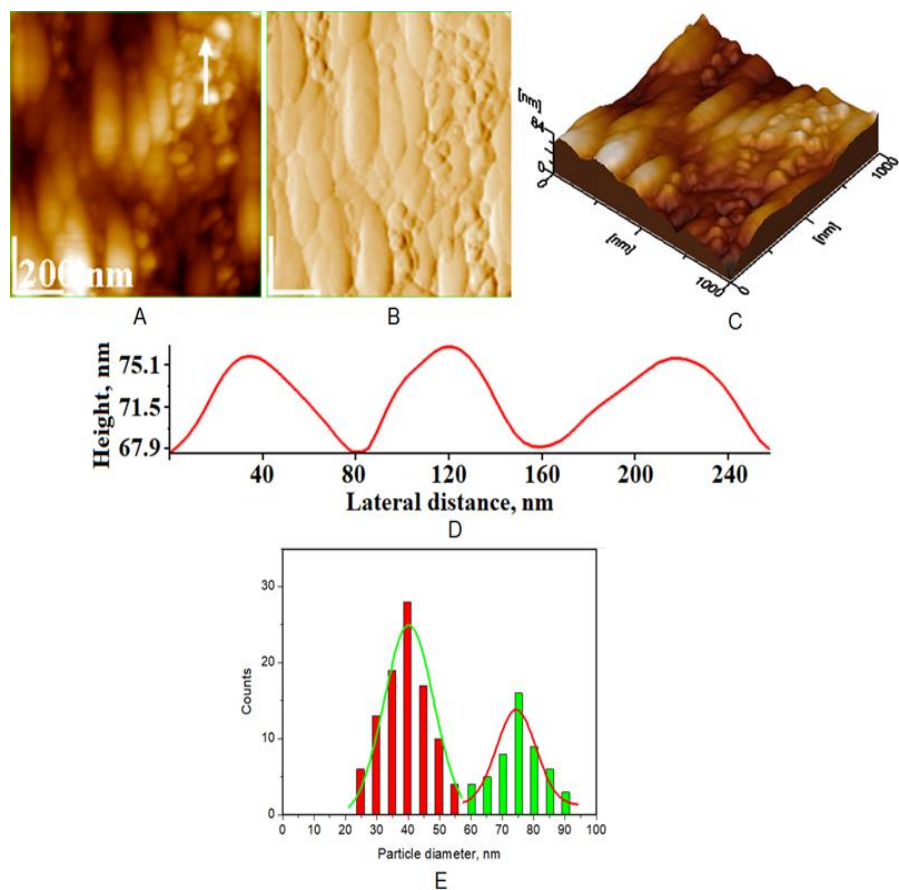 200 nm
A
B
[nm]
84
0
0
[nm]
1000
0
[nm]
1000
C
Height, nm
75.1
71.5
67.9
40
80
120
160
200
240
Lateral distance, nm
D
Counts
30
20
10
0
0 10 20 30 40 50 60 70 80 90 100
Particle diameter, nm
E